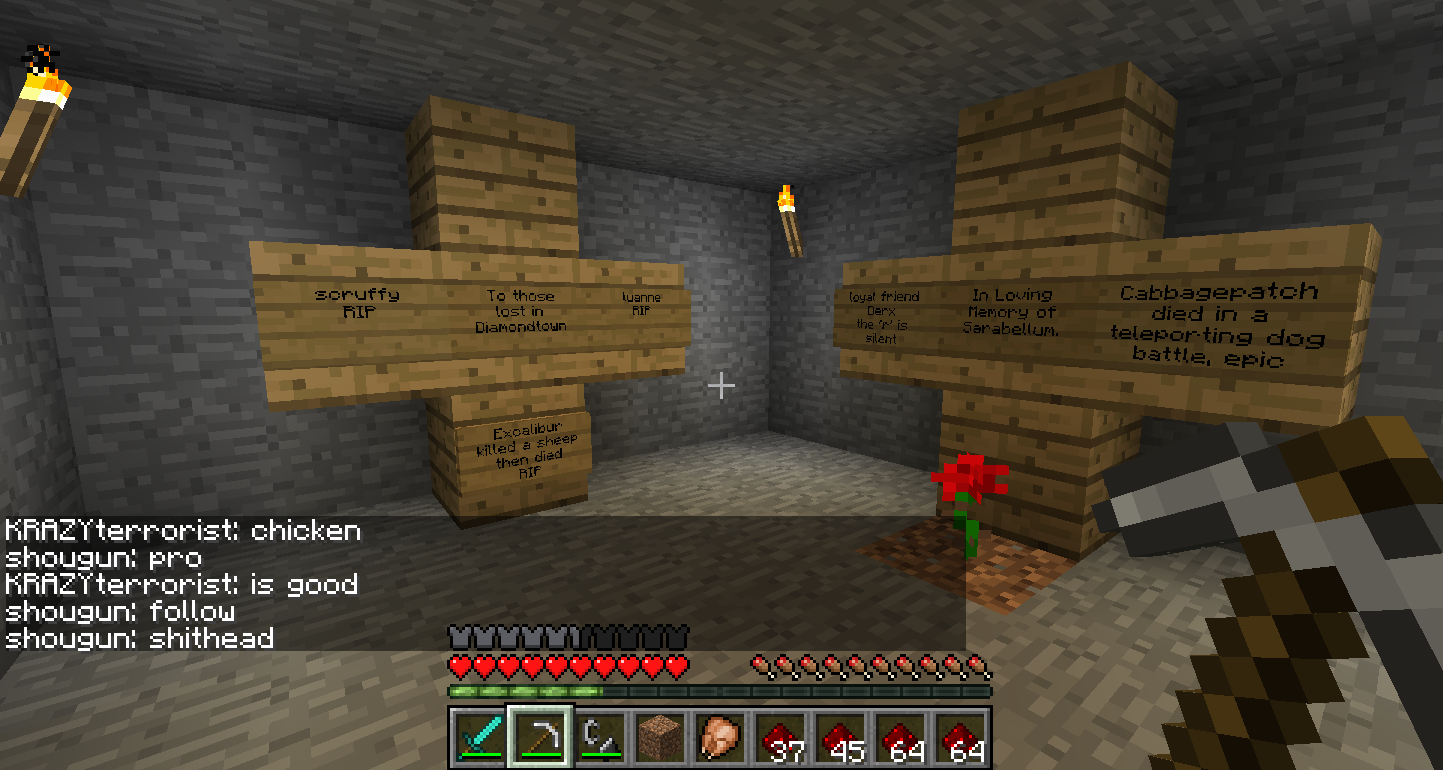 scruffy
RIP
To those
lost in
Diamondtown
luanne
RIP
Excalibur
killed a sheep
then died
RIP
loyal friend
Derx
the 'r' is
silent
In Loving
Memory of
Sarabellum.
Cabbagepatch
died in a
teleporting dog
battle, epic
KRAZYterrorist: chicken
shougun: pro
KRAZYterrorist: is good
shougun: follow
shougun: shithead
37
45
64
64